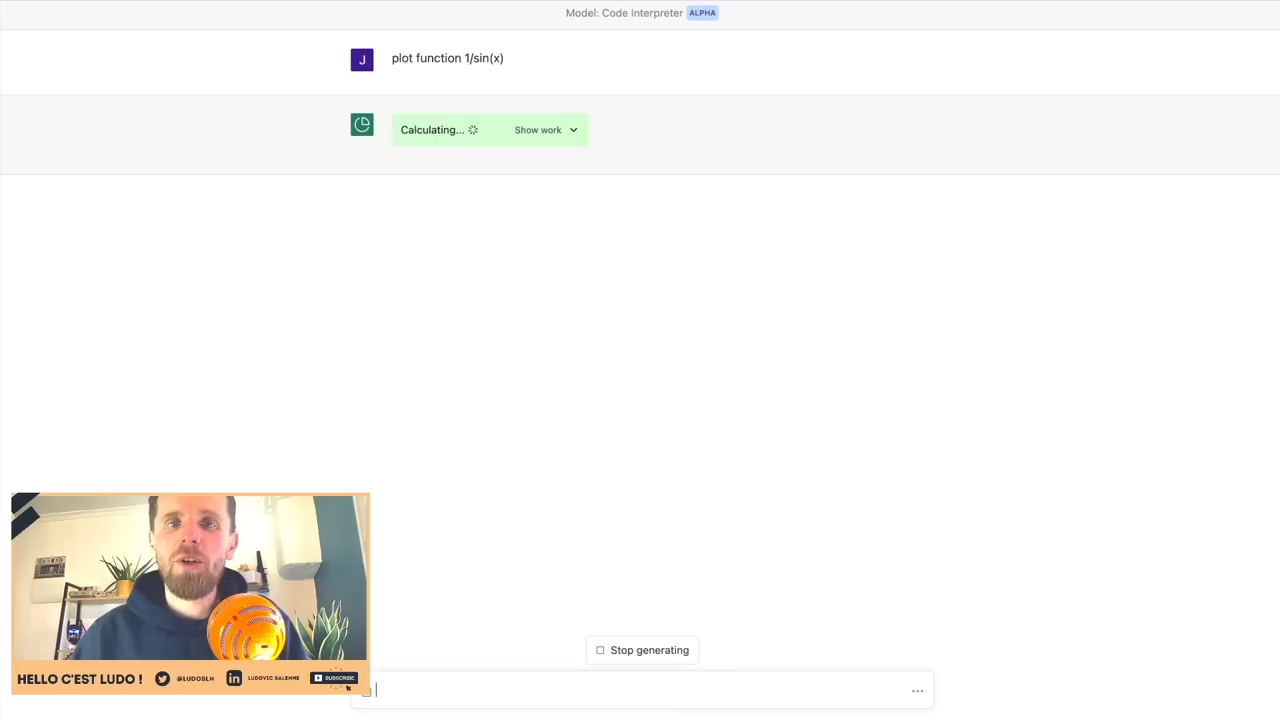 Model: Code Interpreter ALPHA
J plot function 1/sin(x)
Calculating... Show work
Stop generating
HELLO C'EST LUDO ! @LUDOSLN in LUDOVIC SALENNE SUBSCRIBE